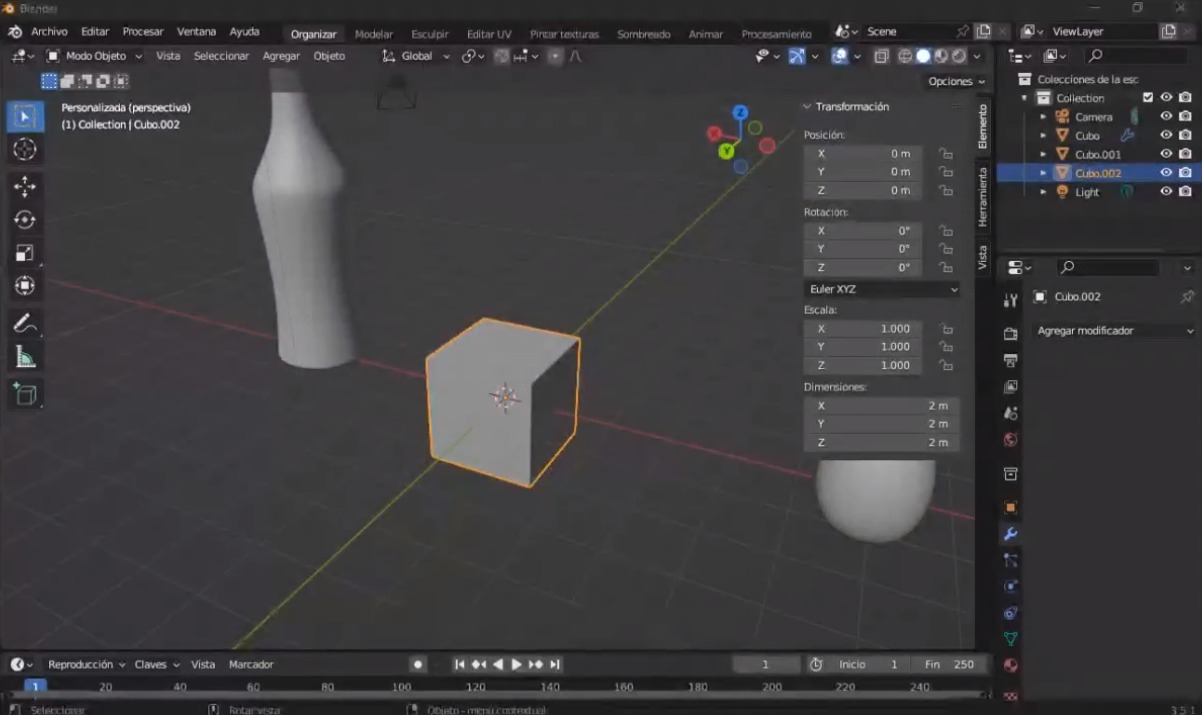 Blender
Archivo Editar Procesar Ventana Ayuda Organizar Modelar Esculpir Editar UV Pintar texturas Sombreado Animar Procesamiento Scene ViewLayer
Modo Objeto Vista Seleccionar Agregar Objeto Global
Opciones
Personalizada (perspectiva)
(1) Collection | Cubo.002
Z
X
Y
Transformación
Posición:
X 0 m
Y 0 m
Z 0 m
Rotación:
X 0°
Y 0°
Z 0°
Euler XYZ
Escala:
X 1.000
Y 1.000
Z 1.000
Dimensiones:
X 2 m
Y 2 m
Z 2 m
Elemento
Herramienta
Vista
Colecciones de la esc
Collection
Camera
Cubo
Cubo.001
Cubo.002
Light
Cubo.002
Agregar modificador
Reproducción Claves Vista Marcador 1 Inicio 1 Fin 250
1 20 40 60 80 100 120 140 160 180 200 220 240
Seleccionar Rotar vista Objeto - menú contextual 3.5.1